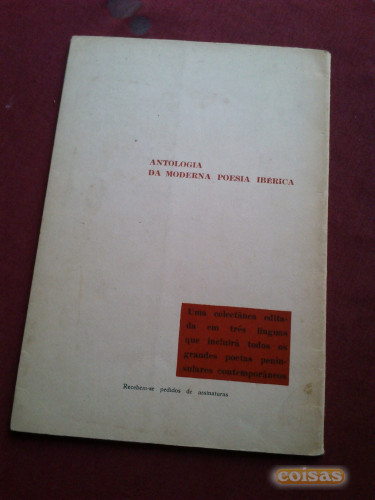 ANTOLOGIA
DA MODERNA POESIA IBÉRICA
Uma coletânea edita-
da em três línguas
que incluirá todos os
grandes poetas penin-
sulares contemporâneos
Recebem-se pedidos de assinaturas
coisas